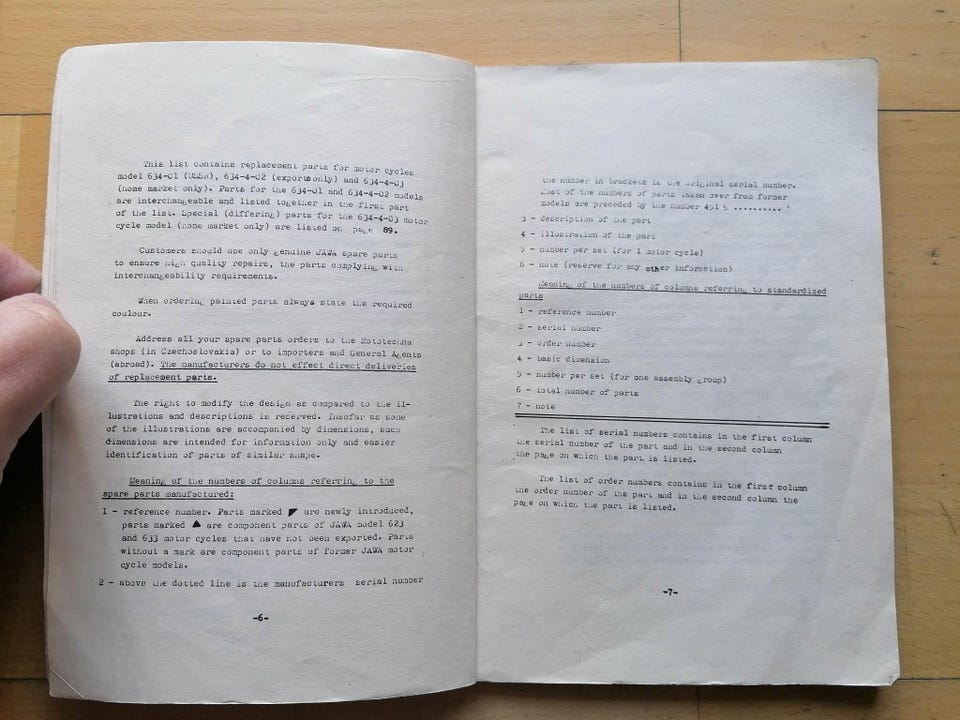 This list contains replacement parts for motor cycles
model 634-01 (), 634-4-02 (exports only) and 634-4-03
(home market only). Parts for the 634-01 and 634-4-02 models
are interchangeable and listed together in the first part
of the list. Special (differing) parts for the 634-4-03 motor
cycle model (home market only) are listed on page 89.
Customers should use only genuine JAWA spare parts
to ensure high quality repairs, the parts complying with
interchangeability requirements.
When ordering painted parts always state the required
colour.
Address all your spare parts orders to the Mototechna
shops (in Czechoslovakia) or to importers and General Agents
(abroad). The manufacturers do not effect direct deliveries
of replacement parts.
The right to modify the design as compared to the il-
lustrations and descriptions is reserved. Insofar as some
of the illustrations are accompanied by dimensions, such
dimensions are intended for information only and easier
identification of parts of similar shape.
Meaning of the numbers of columns referring to the
spare parts manufactured:
1 - reference number. Parts marked ◤ are newly introduced,
parts marked ▲ are component parts of JAWA model 623
and 633 motor cycles that have not been exported. Parts
without a mark are component parts of former JAWA motor
cycle models.
2 - above the dotted line is the manufacturers serial number
-6-
the number in brackets is the original serial number.
Most of the numbers of parts taken over from former
models are preceded by the number 451 9 ..........
3 - description of the part
4 - illustration of the part
5 - number per set (for 1 motor cycle)
6 - note (reserve for any other information)
Meaning of the numbers of columns referring to standardized
parts
1 - reference number
2 - serial number
3 - order number
4 - basic dimension
5 - number per set (for one assembly group)
6 - total number of parts
7 - note
The list of serial numbers contains in the first column
the serial number of the part and in the second column
the page on which the part is listed.
The list of order numbers contains in the first column
the order number of the part and in the second column the
page on which the part is listed.
-7-